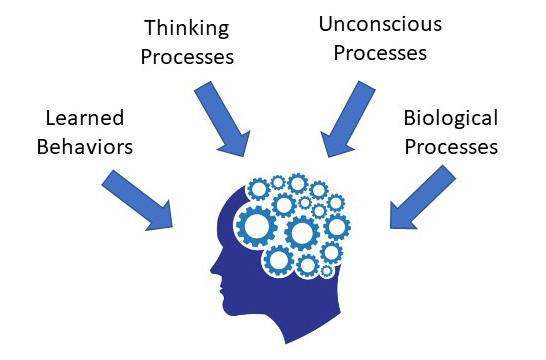 Thinking
Processes
Unconscious
Processes
Learned
Behaviors
Biological
Processes